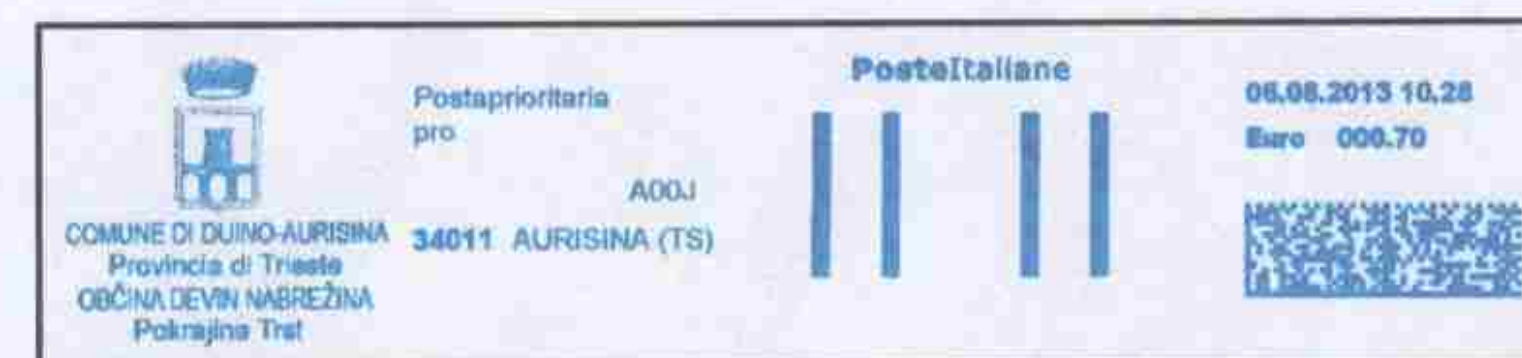 COMUNE DI DUINO-AURISINA
Provincia di Trieste
OBČINA DEVIN NABREŽINA
Pokrajina Trst
Postaprioritaria
pro
A00J
34011 AURISINA (TS)
PosteItaliane
06.08.2013 10.28
Euro 000.70